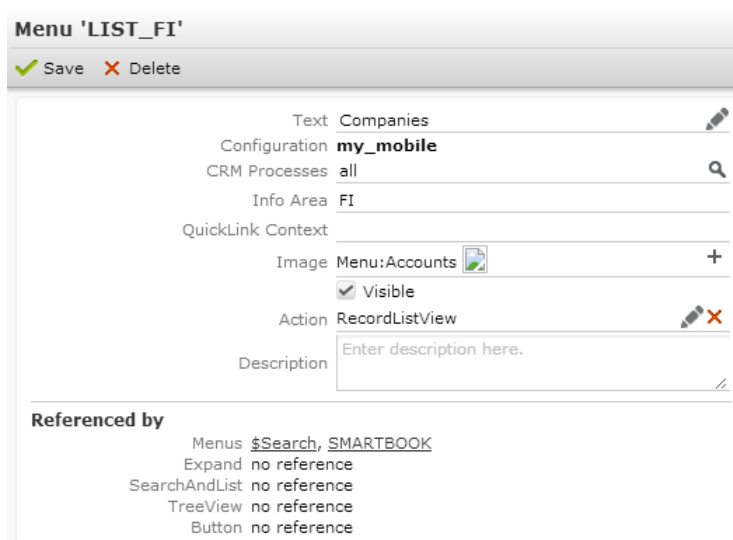 Menu 'LIST_FI'
Save Delete
Text Companies
Configuration my_mobile
CRM Processes all
Info Area FI
QuickLink Context
Image Menu:Accounts
Visible
Action RecordListView
Description Enter description here.
Referenced by
Menus $Search, SMARTBOOK
Expand no reference
SearchAndList no reference
TreeView no reference
Button no reference